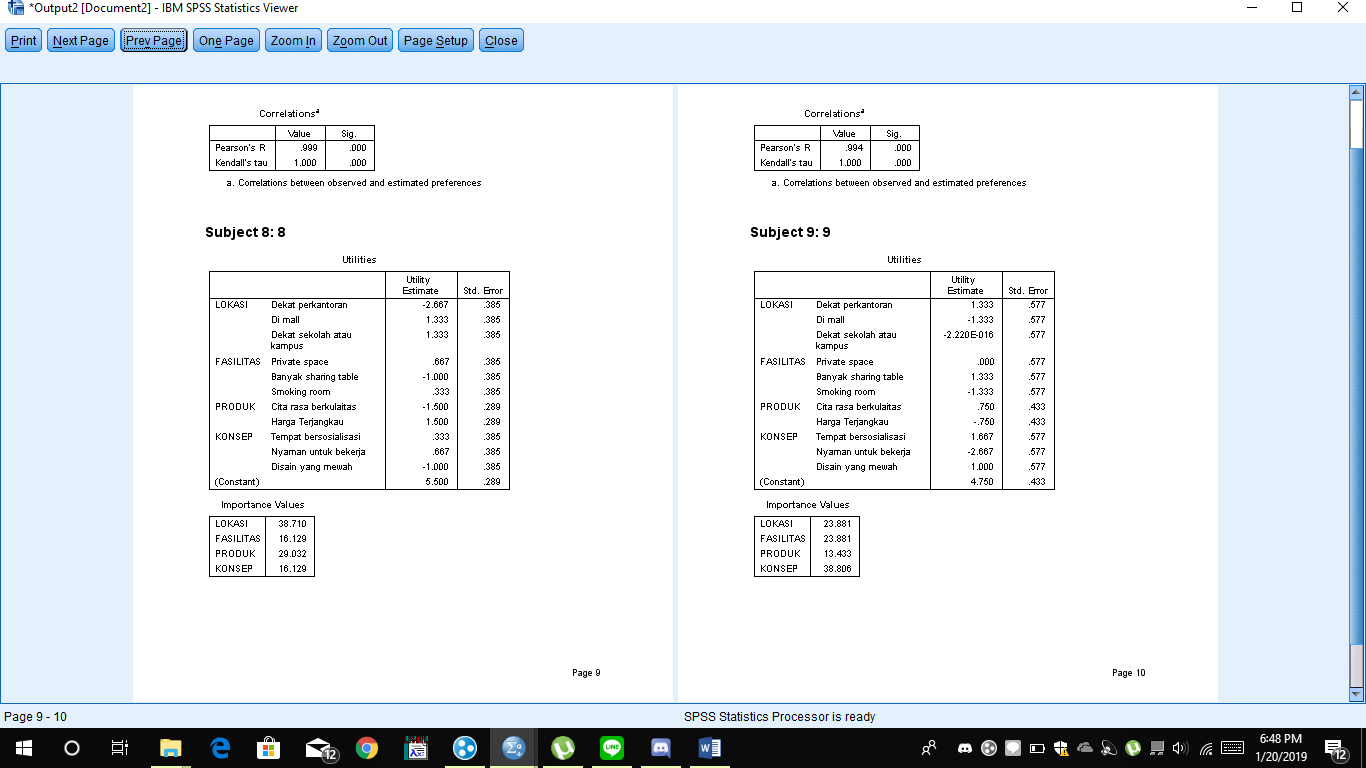 *Output2 [Document2] - IBM SPSS Statistics Viewer
Print Next Page Prev Page One Page Zoom In Zoom Out Page Setup Close
Correlationsª
Value Sig.
Pearson's R .999 .000
Kendall's tau 1.000 .000
a. Correlations between observed and estimated preferences
Subject 8: 8
Utilities
Utility
Estimate Std. Error
LOKASI Dekat perkantoran -2.667 .385
Di mall 1.333 .385
Dekat sekolah atau 1.333 .385
kampus
FASILITAS Private space .667 .385
Banyak sharing table -1.000 .385
Smoking room .333 .385
PRODUK Cita rasa berkulaitas -1.500 .289
Harga Terjangkau 1.500 .289
KONSEP Tempat bersosialisasi .333 .385
Nyaman untuk bekerja .667 .385
Disain yang mewah -1.000 .385
(Constant) 5.500 .289
Importance Values
LOKASI 38.710
FASILITAS 16.129
PRODUK 29.032
KONSEP 16.129
Page 9
Correlationsª
Value Sig.
Pearson's R .994 .000
Kendall's tau 1.000 .000
a. Correlations between observed and estimated preferences
Subject 9: 9
Utilities
Utility
Estimate Std. Error
LOKASI Dekat perkantoran 1.333 .577
Di mall -1.333 .577
Dekat sekolah atau -2.220E-016 .577
kampus
FASILITAS Private space .000 .577
Banyak sharing table 1.333 .577
Smoking room -1.333 .577
PRODUK Cita rasa berkulaitas .750 .433
Harga Terjangkau -.750 .433
KONSEP Tempat bersosialisasi 1.667 .577
Nyaman untuk bekerja -2.667 .577
Disain yang mewah 1.000 .577
(Constant) 4.750 .433
Importance Values
LOKASI 23.881
FASILITAS 23.881
PRODUK 13.433
KONSEP 38.806
Page 10
Page 9 - 10 SPSS Statistics Processor is ready
12
LINE
6:48 PM
1/20/2019
12